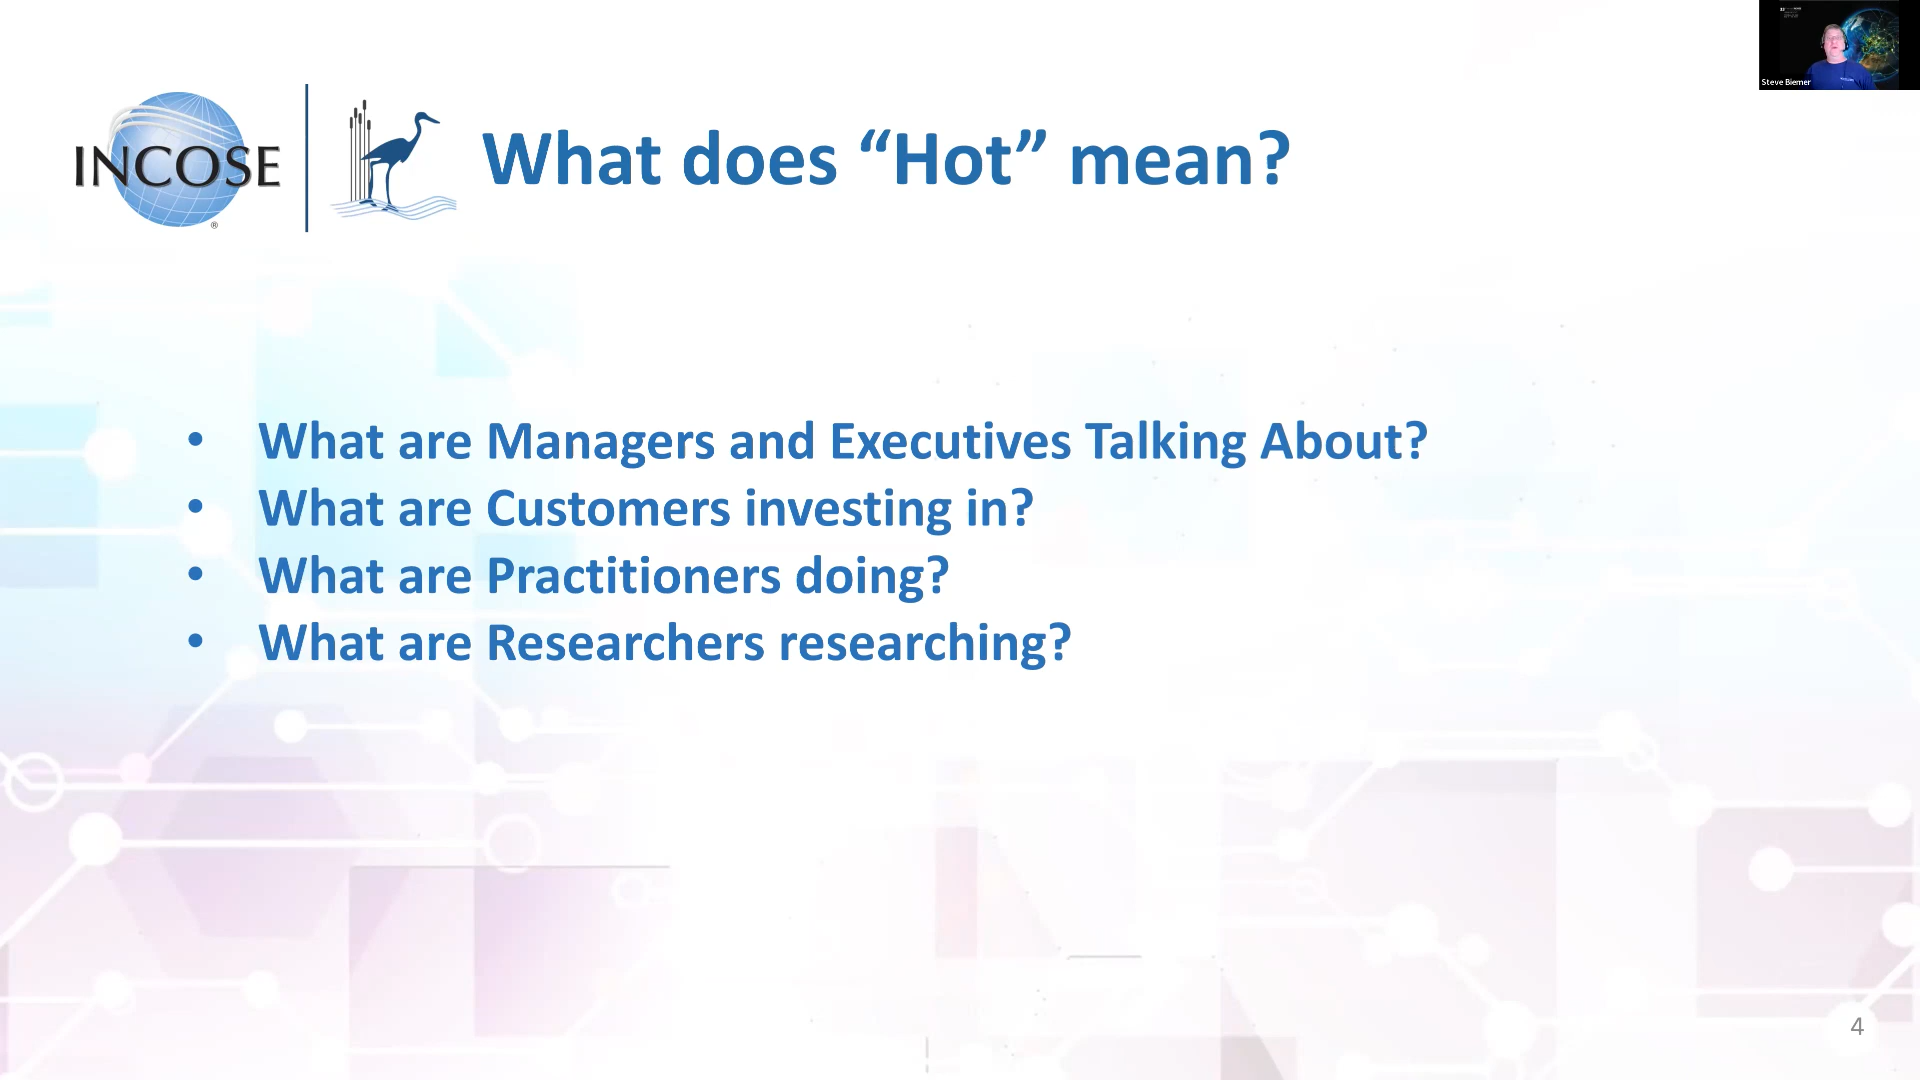 INCOSE
®
What does “Hot” mean?
• What are Managers and Executives Talking About?
• What are Customers investing in?
• What are Practitioners doing?
• What are Researchers researching?
Steve Biemer
4